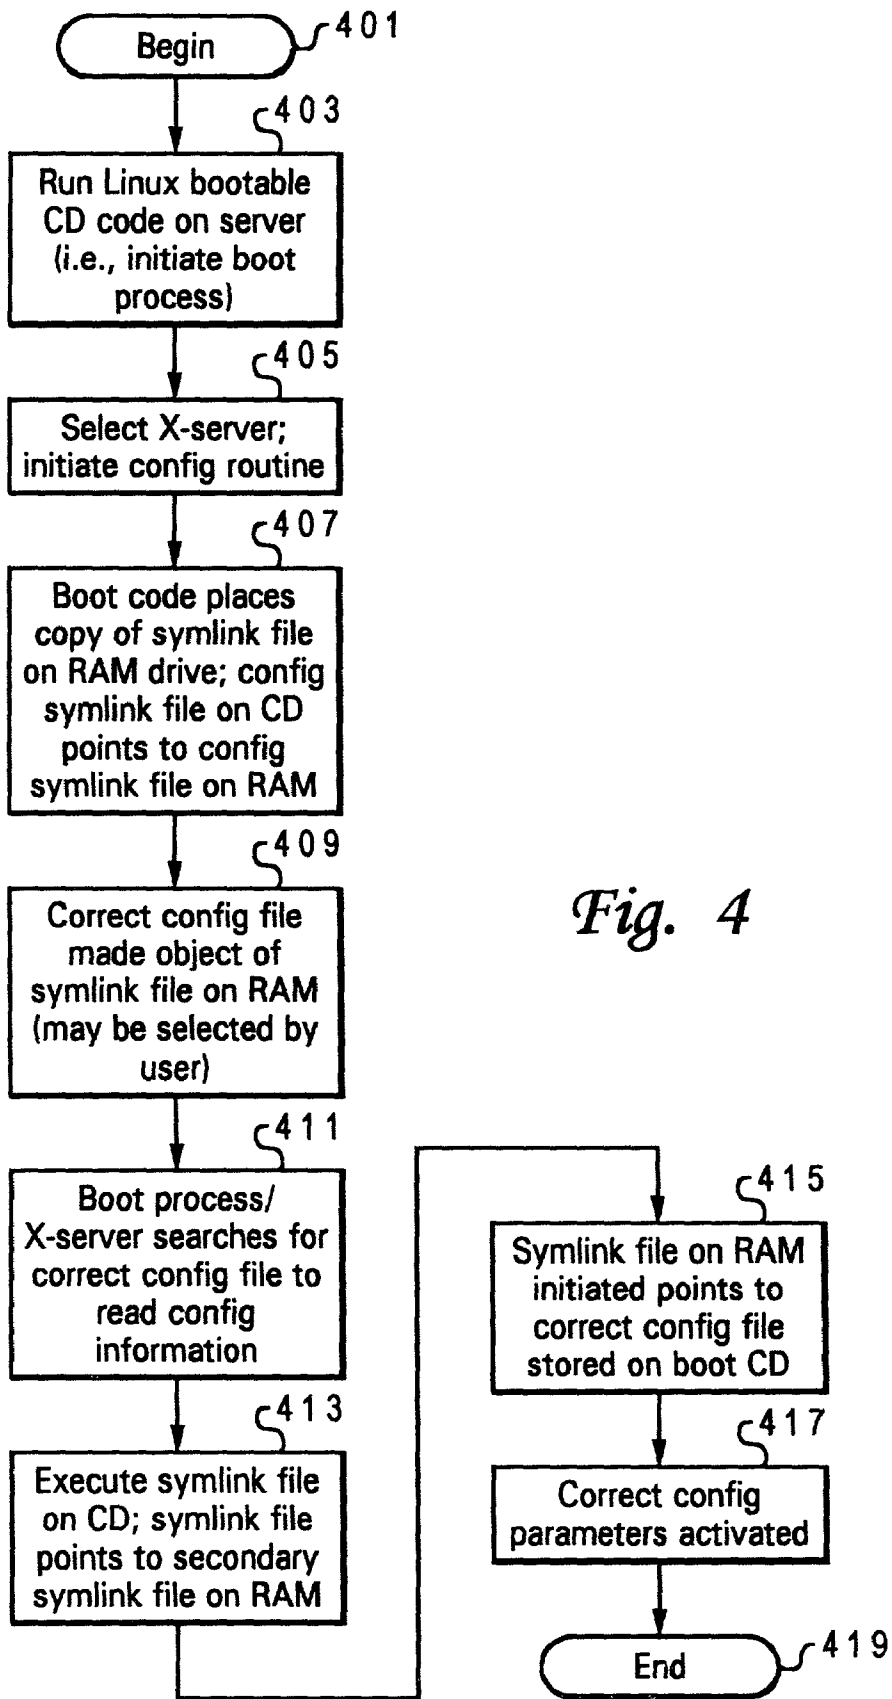 Begin
401
403
Run Linux bootable
CD code on server
(i.e., initiate boot
process)
405
Select X-server;
initiate config routine
407
Boot code places
copy of symlink file
on RAM drive; config
symlink file on CD
points to config
symlink file on RAM
409
Correct config file
made object of
symlink file on RAM
(may be selected by
user)
411
Boot process/
X-server searches for
correct config file to
read config
information
413
Execute symlink file
on CD; symlink file
points to secondary
symlink file on RAM
415
Symlink file on RAM
initiated points to
correct config file
stored on boot CD
417
Correct config
parameters activated
End
419
Fig. 4